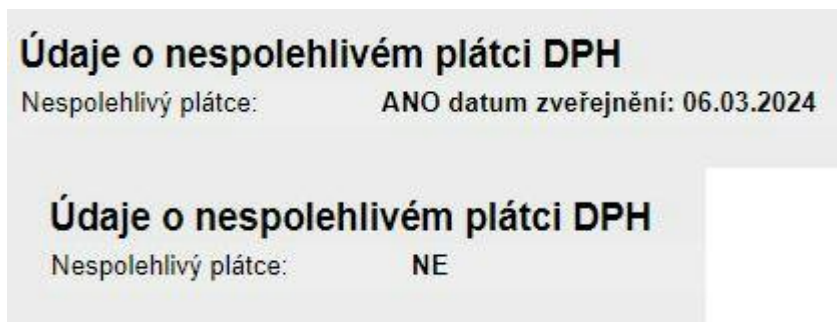 Údaje o nespolehlivém plátci DPH
Nespolehlivý plátce: ANO datum zveřejnění: 06.03.2024
Údaje o nespolehlivém plátci DPH
Nespolehlivý plátce: NE